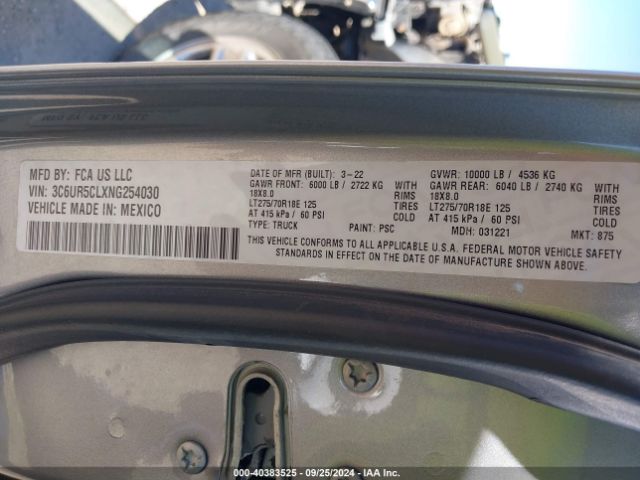 MFD BY: FCA US LLC
VIN: 3C6UR5CLXNG254030
VEHICLE MADE IN: MEXICO
DATE OF MFR (BUILT): 3-22 GVWR: 10000 LB / 4536 KG
GAWR FRONT: 6000 LB / 2722 KG WITH GAWR REAR: 6040 LB / 2740 KG WITH
18X8.0 RIMS 18X8.0 RIMS
LT275/70R18E 125 TIRES LT275/70R18E 125 TIRES
AT 415 kPa / 60 PSI COLD AT 415 kPa / 60 PSI COLD
TYPE: TRUCK PAINT: PSC MDH: 031221 MKT: 875
THIS VEHICLE CONFORMS TO ALL APPLICABLE U.S.A. FEDERAL MOTOR VEHICLE SAFETY
STANDARDS IN EFFECT ON THE DATE OF MANUFACTURE SHOWN ABOVE.
000-40383525 - 09/25/2024 - IAA Inc.